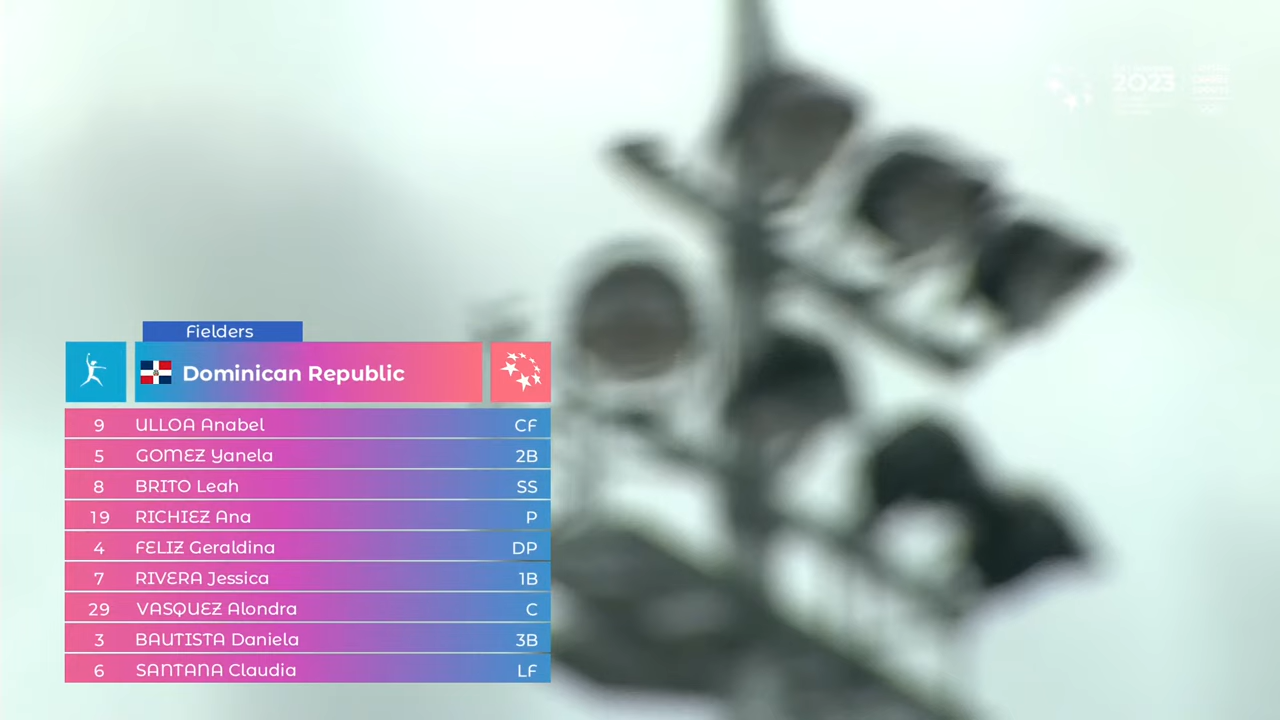 2023
Fielders
Dominican Republic
9 ULLOA Anabel CF
5 GOMEZ Yanela 2B
8 BRITO Leah SS
19 RICHIEZ Ana P
4 FELIZ Geraldina DP
7 RIVERA Jessica 1B
29 VASQUEZ Alondra C
3 BAUTISTA Daniela 3B
6 SANTANA Claudia LF